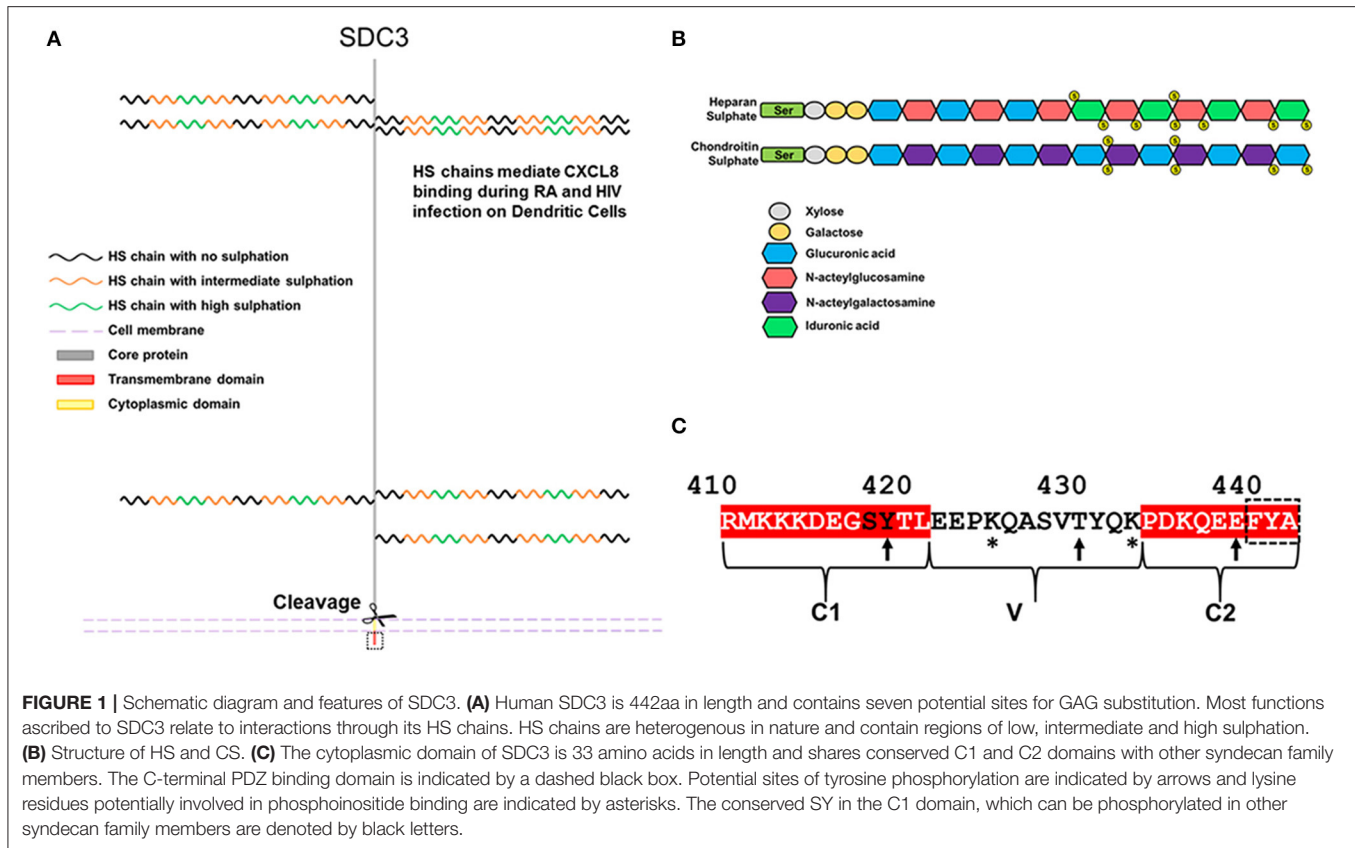 A
SDC3
HS chains mediate CXCL8
binding during RA and HIV
infection on Dendritic Cells
HS chain with no sulphation
HS chain with intermediate sulphation
HS chain with high sulphation
Cell membrane
Core protein
Transmembrane domain
Cytoplasmic domain
Cleavage
B
Heparan
Sulphate
Ser
S S
S S S S S S
Chondroitin
Sulphate
Ser
S S
S S S
Xylose
Galactose
Glucuronic acid
N-acteylglucosamine
N-acteylgalactosamine
Iduronic acid
C
410 420 430 440
RMKKKDEGSYTLEEPKQASVTYQKPDKQEEFYA
* *
C1 V C2
FIGURE 1 | Schematic diagram and features of SDC3. (A) Human SDC3 is 442aa in length and contains seven potential sites for GAG substitution. Most functions
ascribed to SDC3 relate to interactions through its HS chains. HS chains are heterogenous in nature and contain regions of low, intermediate and high sulphation.
(B) Structure of HS and CS. (C) The cytoplasmic domain of SDC3 is 33 amino acids in length and shares conserved C1 and C2 domains with other syndecan family
members. The C-terminal PDZ binding domain is indicated by a dashed black box. Potential sites of tyrosine phosphorylation are indicated by arrows and lysine
residues potentially involved in phosphoinositide binding are indicated by asterisks. The conserved SY in the C1 domain, which can be phosphorylated in other
syndecan family members are denoted by black letters.